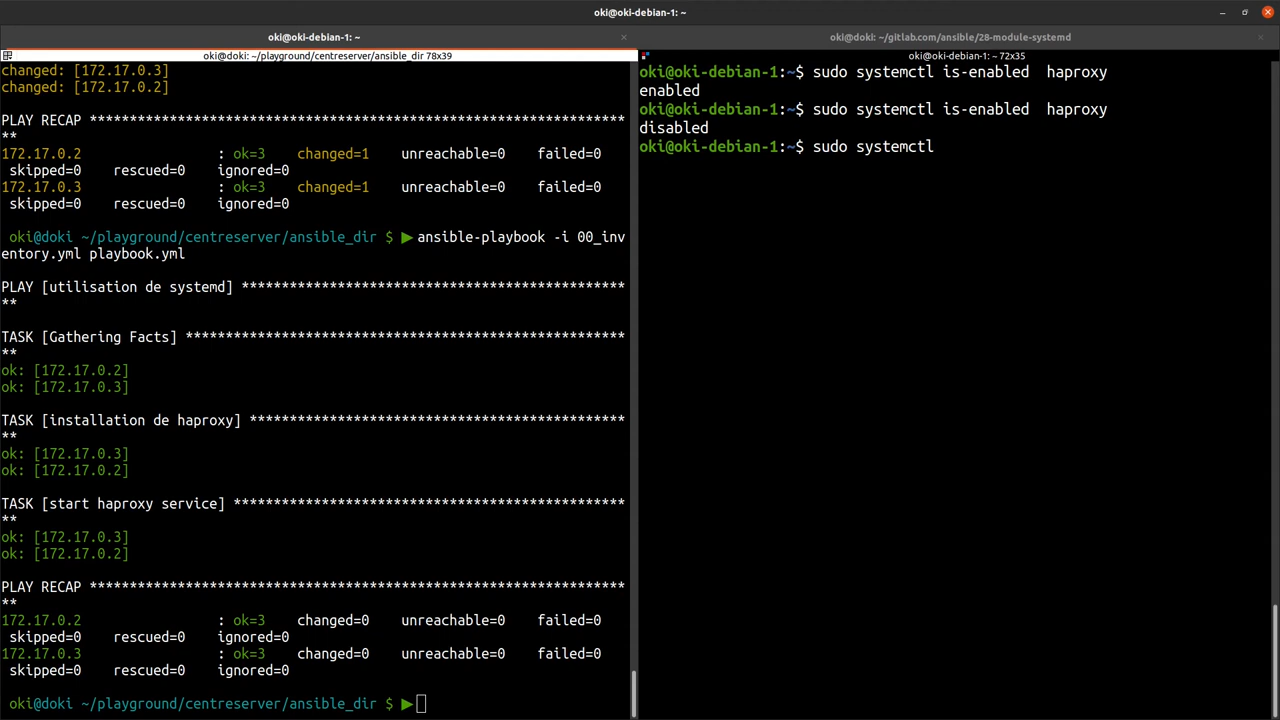 oki@oki-debian-1: ~
oki@oki-debian-1: ~
oki@doki: ~/gitlab.com/ansible/28-module-systemd
oki@doki: ~/playground/centreserver/ansible_dir 78x39
changed: [172.17.0.3]
changed: [172.17.0.2]
PLAY RECAP *******************************************************************
**
172.17.0.2 : ok=3 changed=1 unreachable=0 failed=0
skipped=0 rescued=0 ignored=0
172.17.0.3 : ok=3 changed=1 unreachable=0 failed=0
skipped=0 rescued=0 ignored=0
oki@doki ~/playground/centreserver/ansible_dir $ ▶ansible-playbook -i 00_inv
entory.yml playbook.yml
PLAY [utilisation de systemd] ************************************************
**
TASK [Gathering Facts] *******************************************************
**
ok: [172.17.0.2]
ok: [172.17.0.3]
TASK [installation de haproxy] ***********************************************
**
ok: [172.17.0.3]
ok: [172.17.0.2]
TASK [start haproxy service] *************************************************
**
ok: [172.17.0.3]
ok: [172.17.0.2]
PLAY RECAP *******************************************************************
**
172.17.0.2 : ok=3 changed=0 unreachable=0 failed=0
skipped=0 rescued=0 ignored=0
172.17.0.3 : ok=3 changed=0 unreachable=0 failed=0
skipped=0 rescued=0 ignored=0
oki@doki ~/playground/centreserver/ansible_dir $ ▶
oki@oki-debian-1: ~ 72x35
oki@oki-debian-1:~$ sudo systemctl is-enabled  haproxy
enabled
oki@oki-debian-1:~$ sudo systemctl is-enabled  haproxy
disabled
oki@oki-debian-1:~$ sudo systemctl